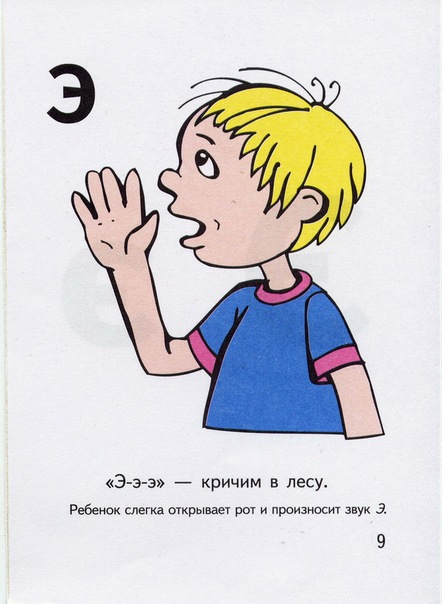 Э
«Э-э-э» — кричим в лесу.
Ребенок слегка открывает рот и произносит звук Э.
9